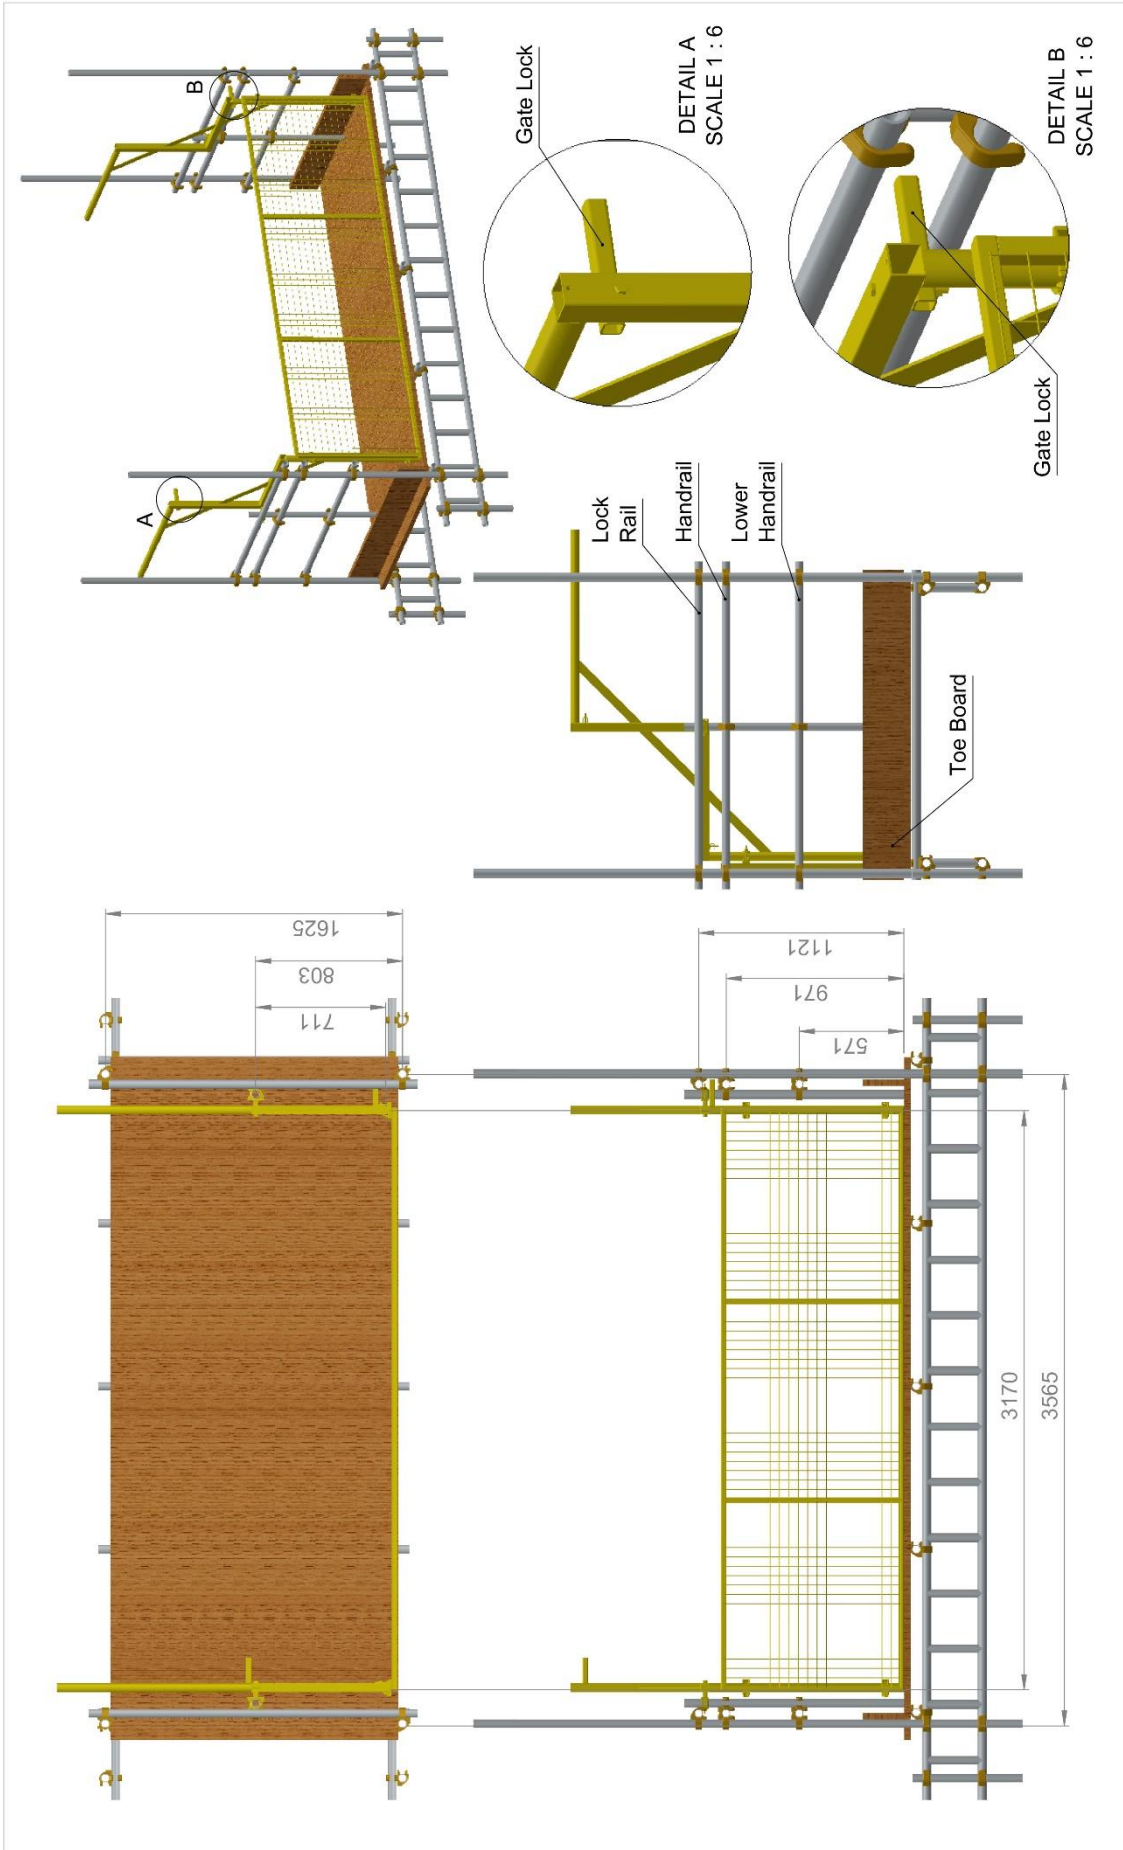 A
B
Gate Lock
DETAIL A
SCALE 1 : 6
Gate Lock
DETAIL B
SCALE 1 : 6
Lock
Rail
Handrail
Lower
Handrail
Toe Board
1625
803
711
1121
971
571
3170
3565